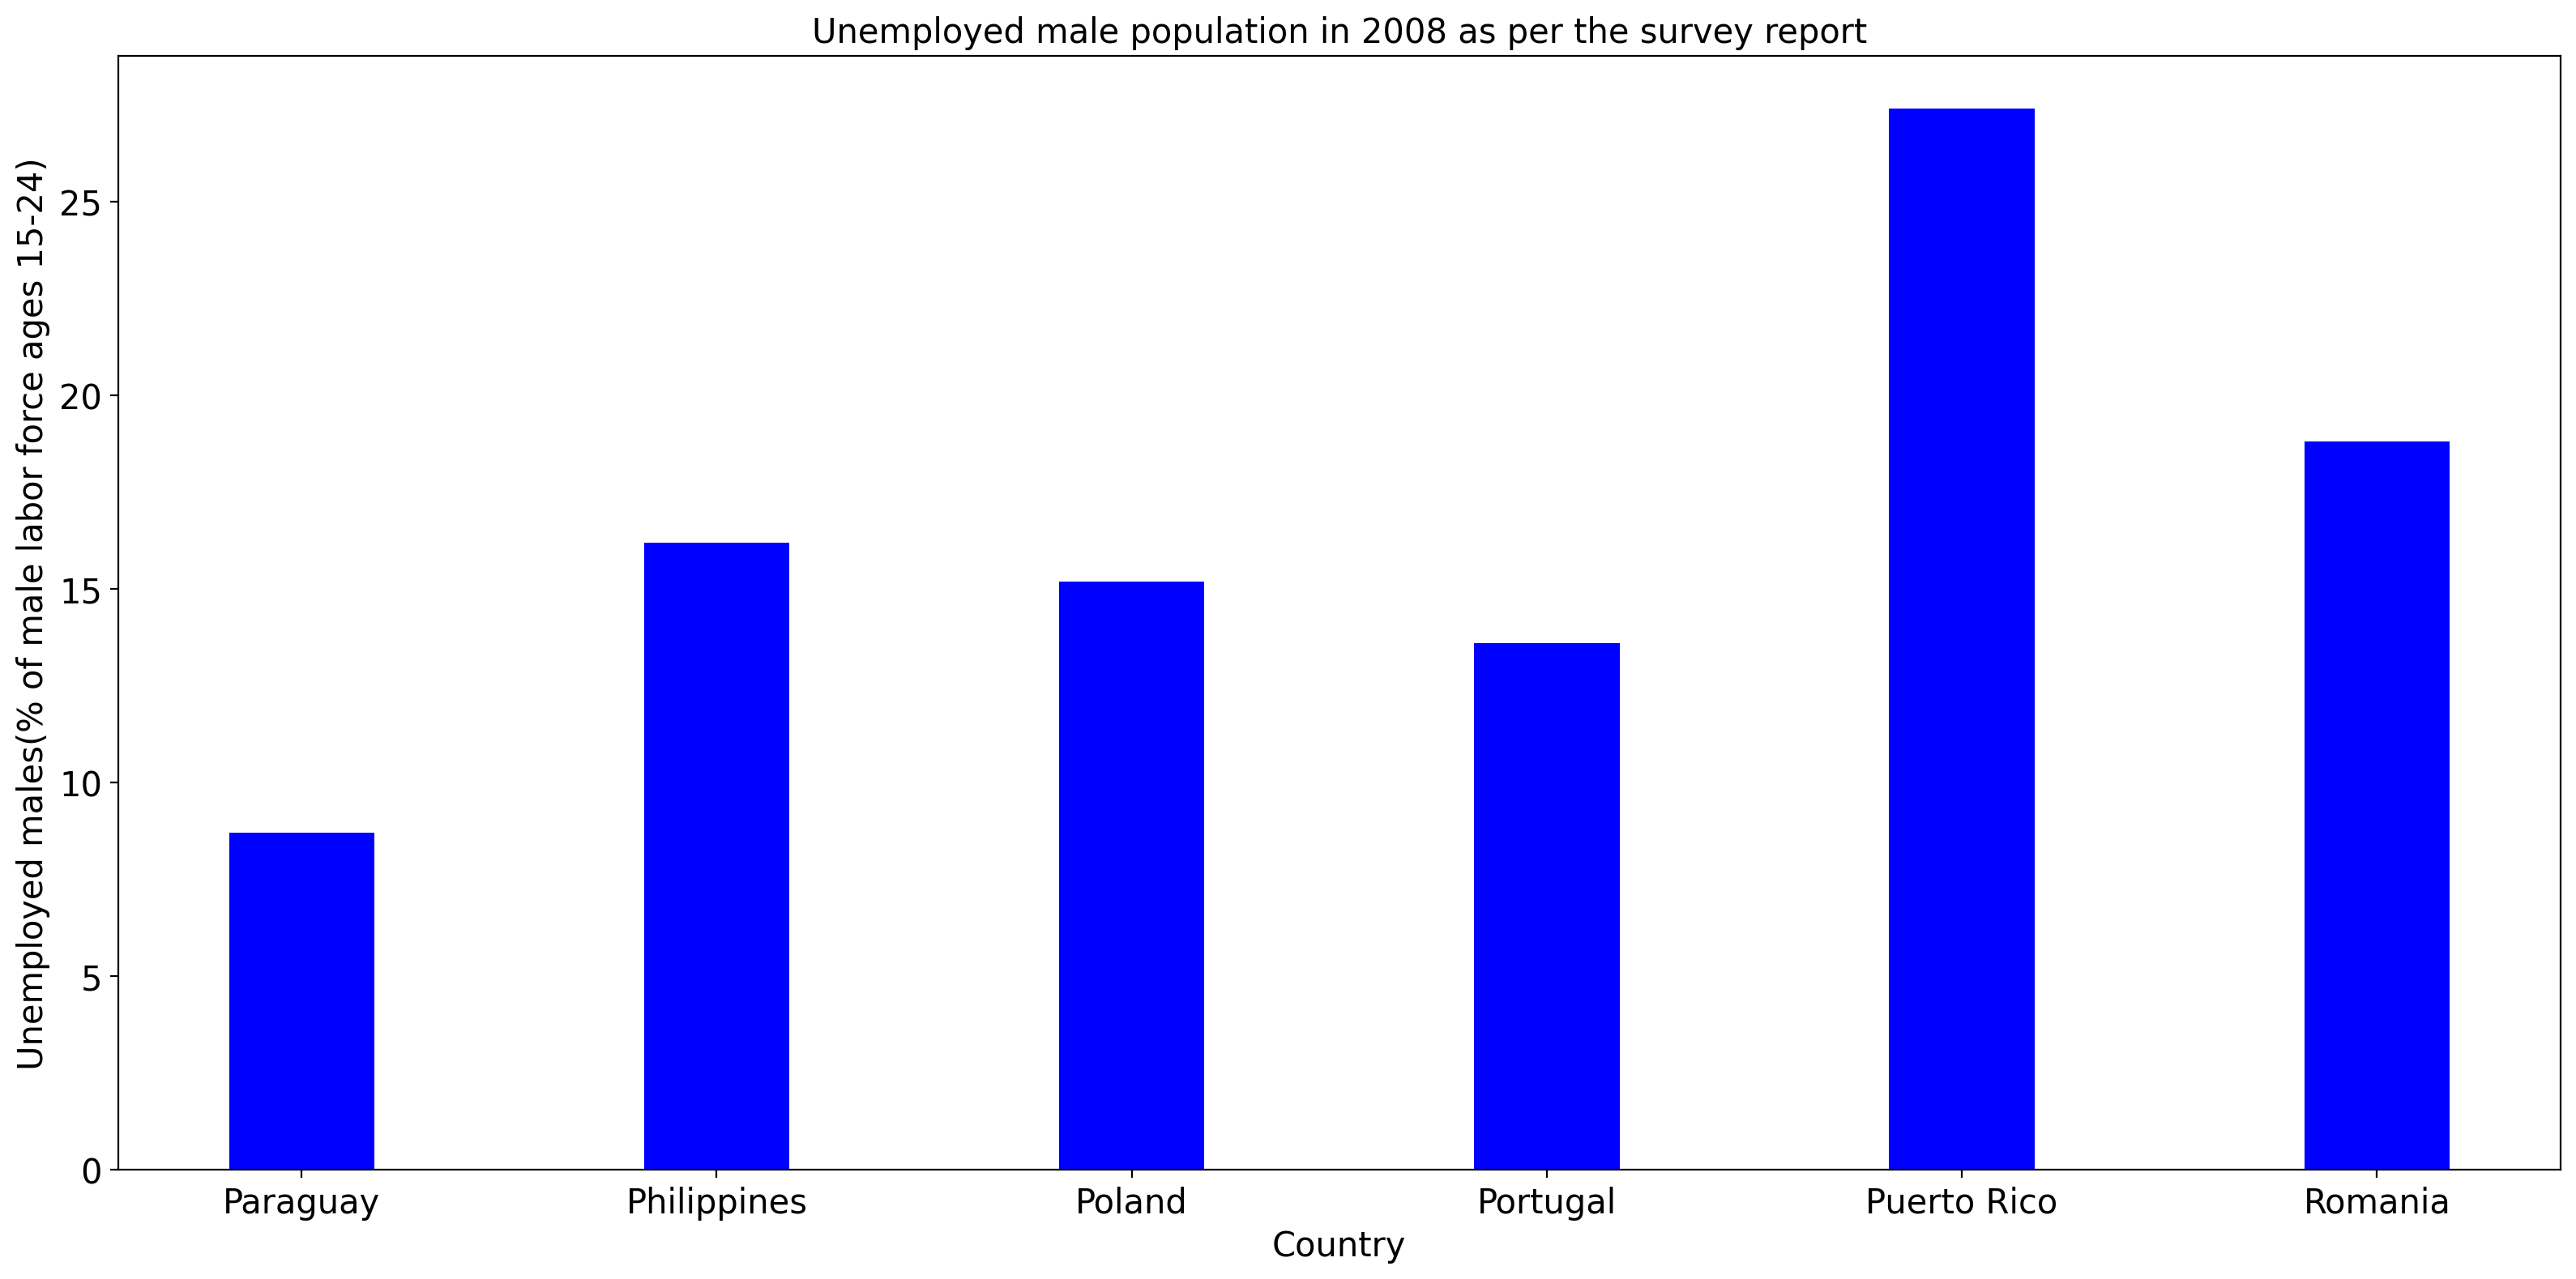 Unemployed male population in 2008 as per the survey report
Unemployed males(% of male labor force ages 15-24)
25
20
15
10
5
0
Paraguay Philippines Poland Portugal Puerto Rico Romania
Country